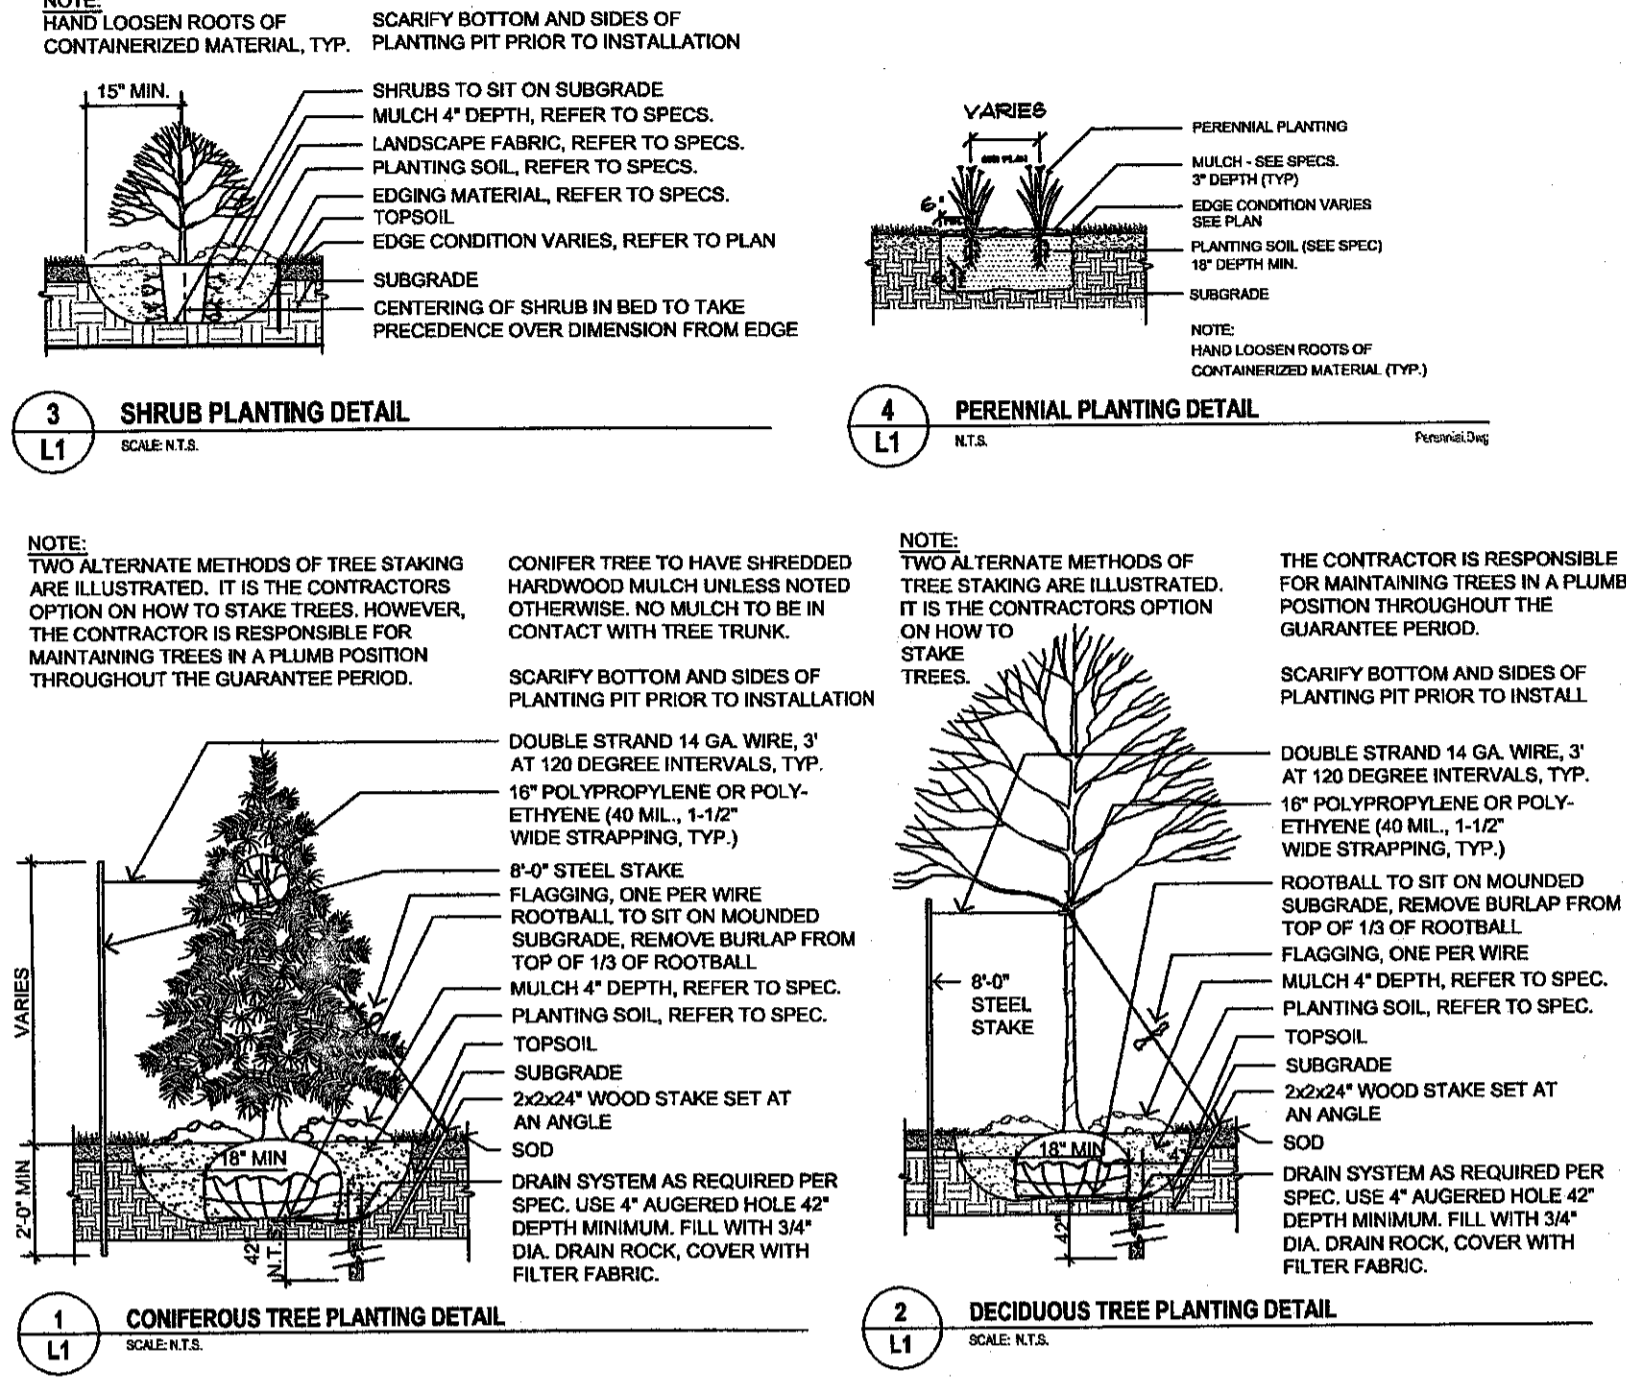 NOTE:
HAND LOOSEN ROOTS OF
CONTAINERIZED MATERIAL, TYP.
SCARIFY BOTTOM AND SIDES OF
PLANTING PIT PRIOR TO INSTALLATION
15" MIN.
SHRUBS TO SIT ON SUBGRADE
MULCH 4" DEPTH, REFER TO SPECS.
LANDSCAPE FABRIC, REFER TO SPECS.
PLANTING SOIL, REFER TO SPECS.
EDGING MATERIAL, REFER TO SPECS.
TOPSOIL
EDGE CONDITION VARIES, REFER TO PLAN
SUBGRADE
CENTERING OF SHRUB IN BED TO TAKE
PRECEDENCE OVER DIMENSION FROM EDGE
3
L1
SHRUB PLANTING DETAIL
SCALE: N.T.S.
VARIES
SEE PLAN
6"
PERENNIAL PLANTING
MULCH - SEE SPECS.
3" DEPTH (TYP)
EDGE CONDITION VARIES
SEE PLAN
PLANTING SOIL (SEE SPEC)
18" DEPTH MIN.
SUBGRADE
NOTE:
HAND LOOSEN ROOTS OF
CONTAINERIZED MATERIAL (TYP.)
4
L1
PERENNIAL PLANTING DETAIL
N.T.S.
Perennial.Dwg
NOTE:
TWO ALTERNATE METHODS OF TREE STAKING
ARE ILLUSTRATED. IT IS THE CONTRACTORS
OPTION ON HOW TO STAKE TREES. HOWEVER,
THE CONTRACTOR IS RESPONSIBLE FOR
MAINTAINING TREES IN A PLUMB POSITION
THROUGHOUT THE GUARANTEE PERIOD.
CONIFER TREE TO HAVE SHREDDED
HARDWOOD MULCH UNLESS NOTED
OTHERWISE. NO MULCH TO BE IN
CONTACT WITH TREE TRUNK.
SCARIFY BOTTOM AND SIDES OF
PLANTING PIT PRIOR TO INSTALLATION
DOUBLE STRAND 14 GA. WIRE, 3'
AT 120 DEGREE INTERVALS, TYP.
16" POLYPROPYLENE OR POLY-
ETHYENE (40 MIL., 1-1/2"
WIDE STRAPPING, TYP.)
8'-0" STEEL STAKE
FLAGGING, ONE PER WIRE
ROOTBALL TO SIT ON MOUNDED
SUBGRADE, REMOVE BURLAP FROM
TOP OF 1/3 OF ROOTBALL
MULCH 4" DEPTH, REFER TO SPEC.
PLANTING SOIL, REFER TO SPEC.
TOPSOIL
SUBGRADE
2x2x24" WOOD STAKE SET AT
AN ANGLE
SOD
DRAIN SYSTEM AS REQUIRED PER
SPEC. USE 4" AUGERED HOLE 42"
DEPTH MINIMUM. FILL WITH 3/4"
DIA. DRAIN ROCK, COVER WITH
FILTER FABRIC.
VARIES
2'-0" MIN
18" MIN
42"
N.T.S.
1
L1
CONIFEROUS TREE PLANTING DETAIL
SCALE: N.T.S.
NOTE:
TWO ALTERNATE METHODS OF
TREE STAKING ARE ILLUSTRATED.
IT IS THE CONTRACTORS OPTION
ON HOW TO
STAKE
TREES.
THE CONTRACTOR IS RESPONSIBLE
FOR MAINTAINING TREES IN A PLUMB
POSITION THROUGHOUT THE
GUARANTEE PERIOD.
SCARIFY BOTTOM AND SIDES OF
PLANTING PIT PRIOR TO INSTALL
DOUBLE STRAND 14 GA. WIRE, 3'
AT 120 DEGREE INTERVALS, TYP.
16" POLYPROPYLENE OR POLY-
ETHYENE (40 MIL., 1-1/2"
WIDE STRAPPING, TYP.)
ROOTBALL TO SIT ON MOUNDED
SUBGRADE, REMOVE BURLAP FROM
TOP OF 1/3 OF ROOTBALL
FLAGGING, ONE PER WIRE
MULCH 4" DEPTH, REFER TO SPEC.
PLANTING SOIL, REFER TO SPEC.
TOPSOIL
SUBGRADE
2x2x24" WOOD STAKE SET AT
AN ANGLE
SOD
DRAIN SYSTEM AS REQUIRED PER
SPEC. USE 4" AUGERED HOLE 42"
DEPTH MINIMUM. FILL WITH 3/4"
DIA. DRAIN ROCK, COVER WITH
FILTER FABRIC.
8'-0"
STEEL
STAKE
18" MIN
4"
42"
2
L1
DECIDUOUS TREE PLANTING DETAIL
SCALE: N.T.S.